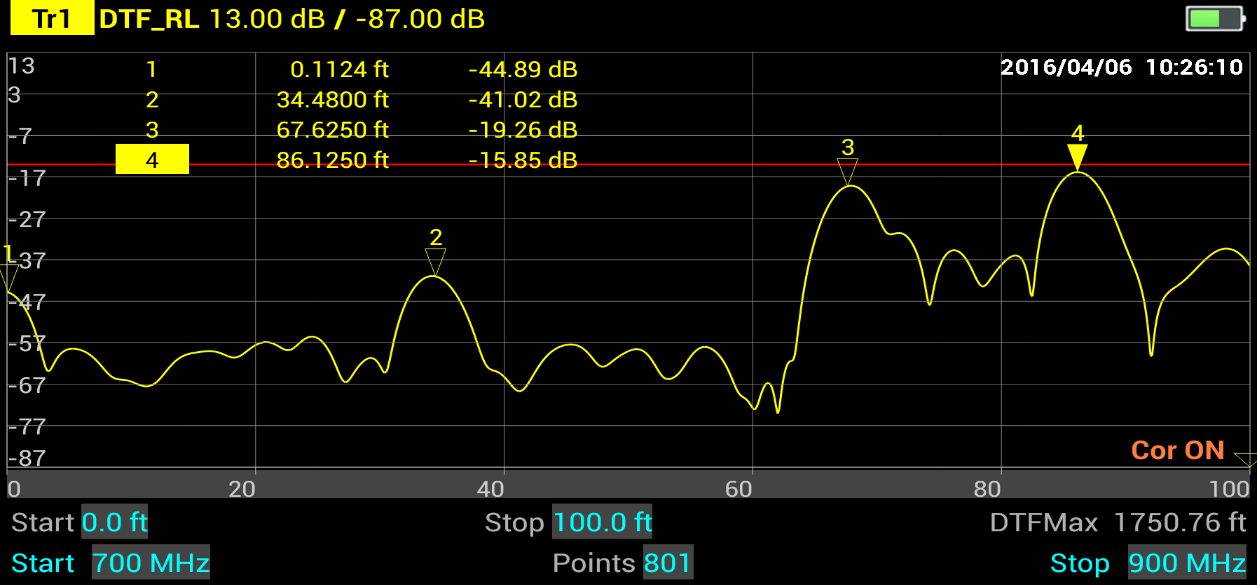 Tr1 DTF_RL 13.00 dB / -87.00 dB
13
1 0.1124 ft -44.89 dB
2016/04/06 10:26:10
3
2 34.4800 ft -41.02 dB
-7
3 67.6250 ft -19.26 dB
4 86.1250 ft -15.85 dB
3
4
-17
-27
2
1
-37
-47
-57
-67
-77
-87
Cor ON
0 20 40 60 80 100
Start 0.0 ft Stop 100.0 ft DTFMax 1750.76 ft
Start 700 MHz Points 801 Stop 900 MHz